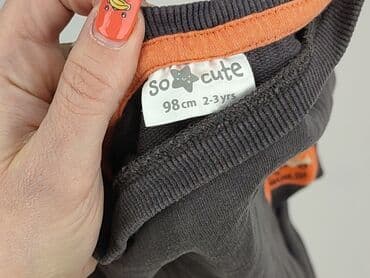 so cute
98cm 2-3yrs